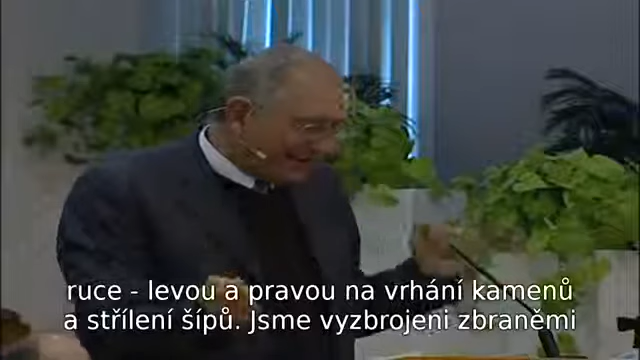 ruce - levou a pravou na vrhání kamenů
a střílení šípů. Jsme vyzbrojeni zbraněmi